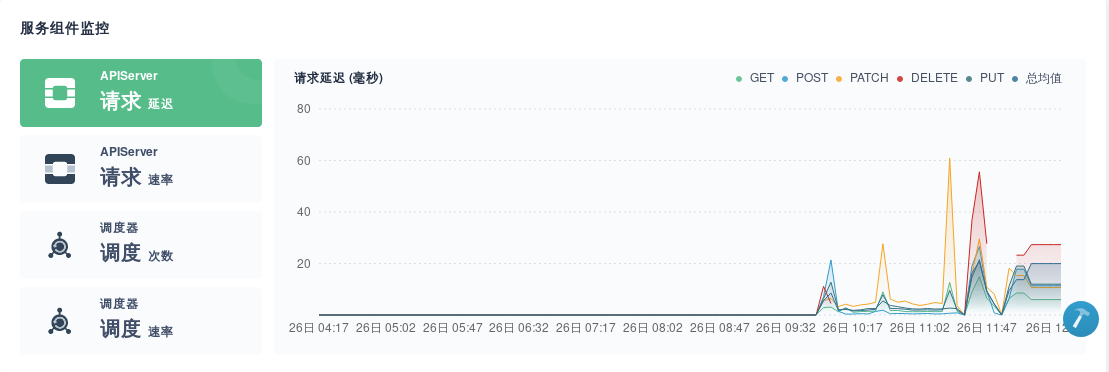 服务组件监控
APIServer
请求 延迟
APIServer
请求 速率
调度器
调度 次数
调度器
调度 速率
请求延迟 (毫秒)
GET POST PATCH DELETE PUT 总均值
80
60
40
20
26日 04:17 26日 05:02 26日 05:47 26日 06:32 26日 07:17 26日 08:02 26日 08:47 26日 09:32 26日 10:17 26日 11:02 26日 11:47 26日 12